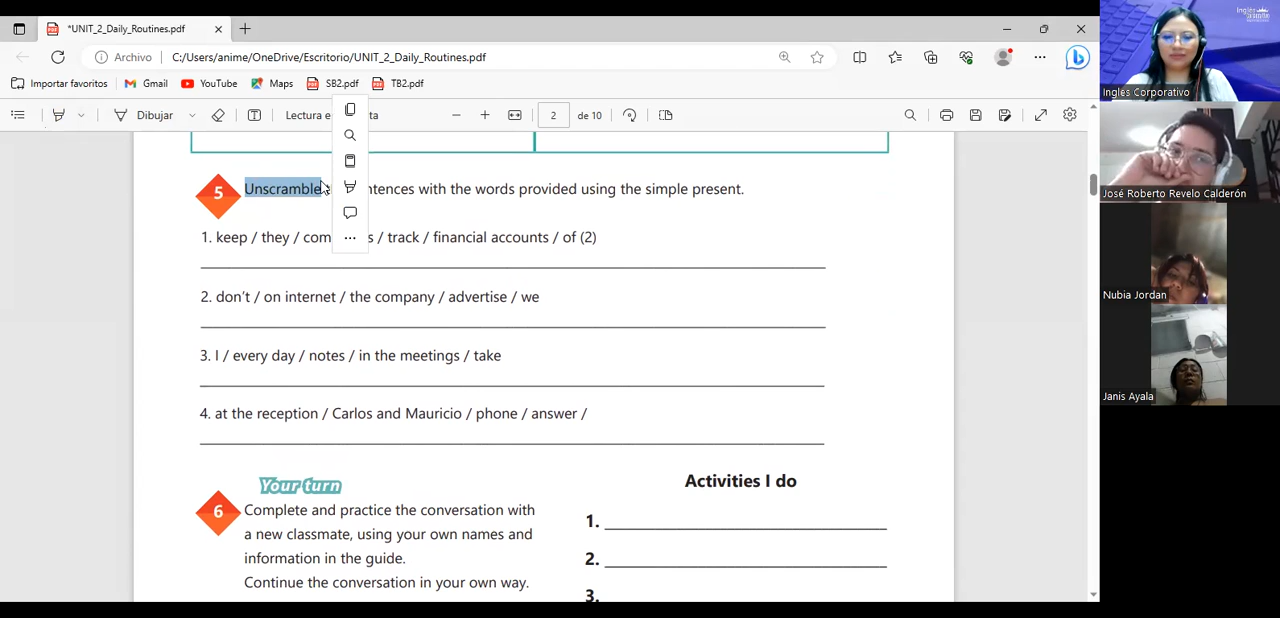 *UNIT_2_Daily_Routines.pdf
Archivo
C:/Users/anime/OneDrive/Escritorio/UNIT_2_Daily_Routines.pdf
Importar favoritos
Gmail
YouTube
Maps
SB2.pdf
TB2.pdf
Dibujar
Lectura e
ta
2
de 10
5
Unscramble
ntences with the words provided using the simple present.
1. keep / they / com
s / track / financial accounts / of (2)
2. don't / on internet / the company / advertise / we
3. I / every day / notes / in the meetings / take
4. at the reception / Carlos and Mauricio / phone / answer /
Your turn
6
Complete and practice the conversation with
a new classmate, using your own names and
information in the guide.
Continue the conversation in your own way.
Activities I do
1.
2.
3.
Ingles Corporativo
José Roberto Revelo Calderón
Nubia Jordan
Janis Ayala